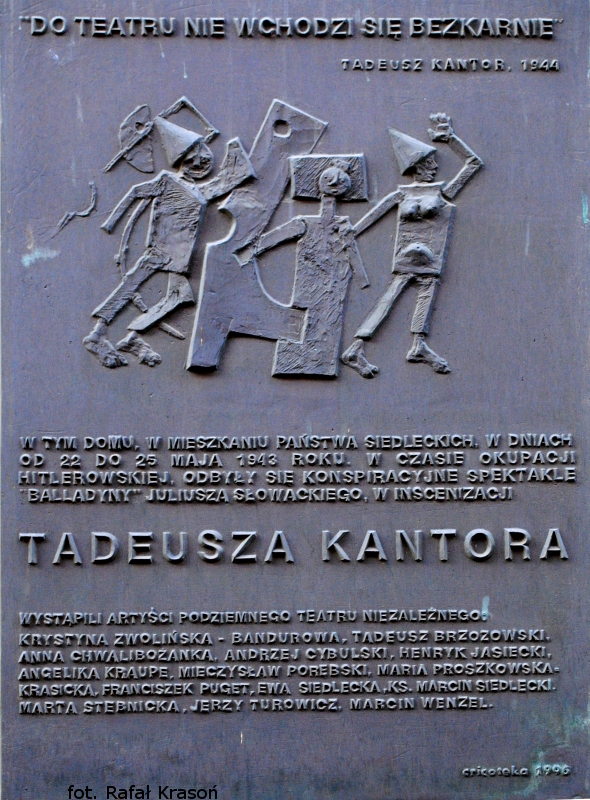 "DO TEATRU NIE WCHODZI SIĘ BEZKARNIE"
TADEUSZ KANTOR, 1944
W TYM DOMU, W MIESZKANIU PAŃSTWA SIEDLECKICH, W DNIACH
OD 22 DO 25 MAJA 1943 ROKU, W CZASIE OKUPACJI
HITLEROWSKIEJ, ODBYŁY SIĘ KONSPIRACYJNE SPEKTAKLE
"BALLADYNY" JULIUSZA SŁOWACKIEGO, W INSCENIZACJI
TADEUSZA KANTORA
WYSTĄPILI ARTYŚCI PODZIEMNEGO TEATRU NIEZALEŻNEGO:
KRYSTYNA ZWOLIŃSKA - BANDUROWA, TADEUSZ BRZOZOWSKI,
ANNA CHWALIBOŻANKA, ANDRZEJ CYBULSKI, HENRYK JASIECKI,
ANGELIKA KRAUPE, MIECZYSŁAW PORĘBSKI, MARIA PROSZKOWSKA-
KRASICKA, FRANCISZEK PUGET, EWA SIEDLECKA, KS. MARCIN SIEDLECKI,
MARTA STEBNICKA, JERZY TUROWICZ, MARCIN WENZEL.
cricoteka 1996
fot. Rafał Krasoń